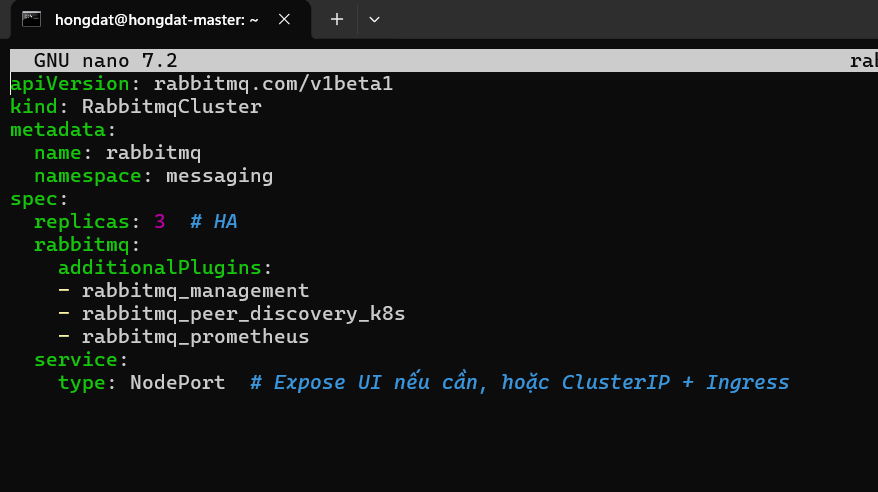 hongdat@hongdat-master: ~
GNU nano 7.2
apiVersion: rabbitmq.com/v1beta1
kind: RabbitmqCluster
metadata:
  name: rabbitmq
  namespace: messaging
spec:
  replicas: 3  # HA
  rabbitmq:
    additionalPlugins:
    - rabbitmq_management
    - rabbitmq_peer_discovery_k8s
    - rabbitmq_prometheus
  service:
    type: NodePort  # Expose UI nếu cần, hoặc ClusterIP + Ingress